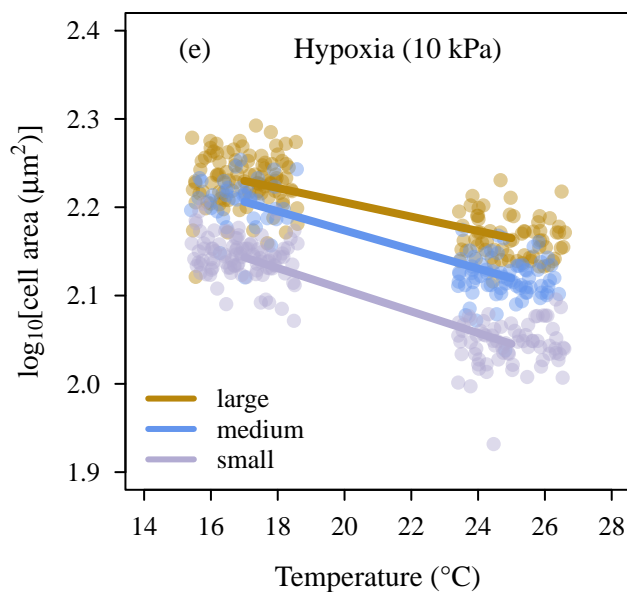 (e) Hypoxia (10 kPa)
log₁₀[cell area (μm²)]
2.4
2.3
2.2
2.1
2.0
1.9
large
medium
small
14 16 18 20 22 24 26 28
Temperature (°C)